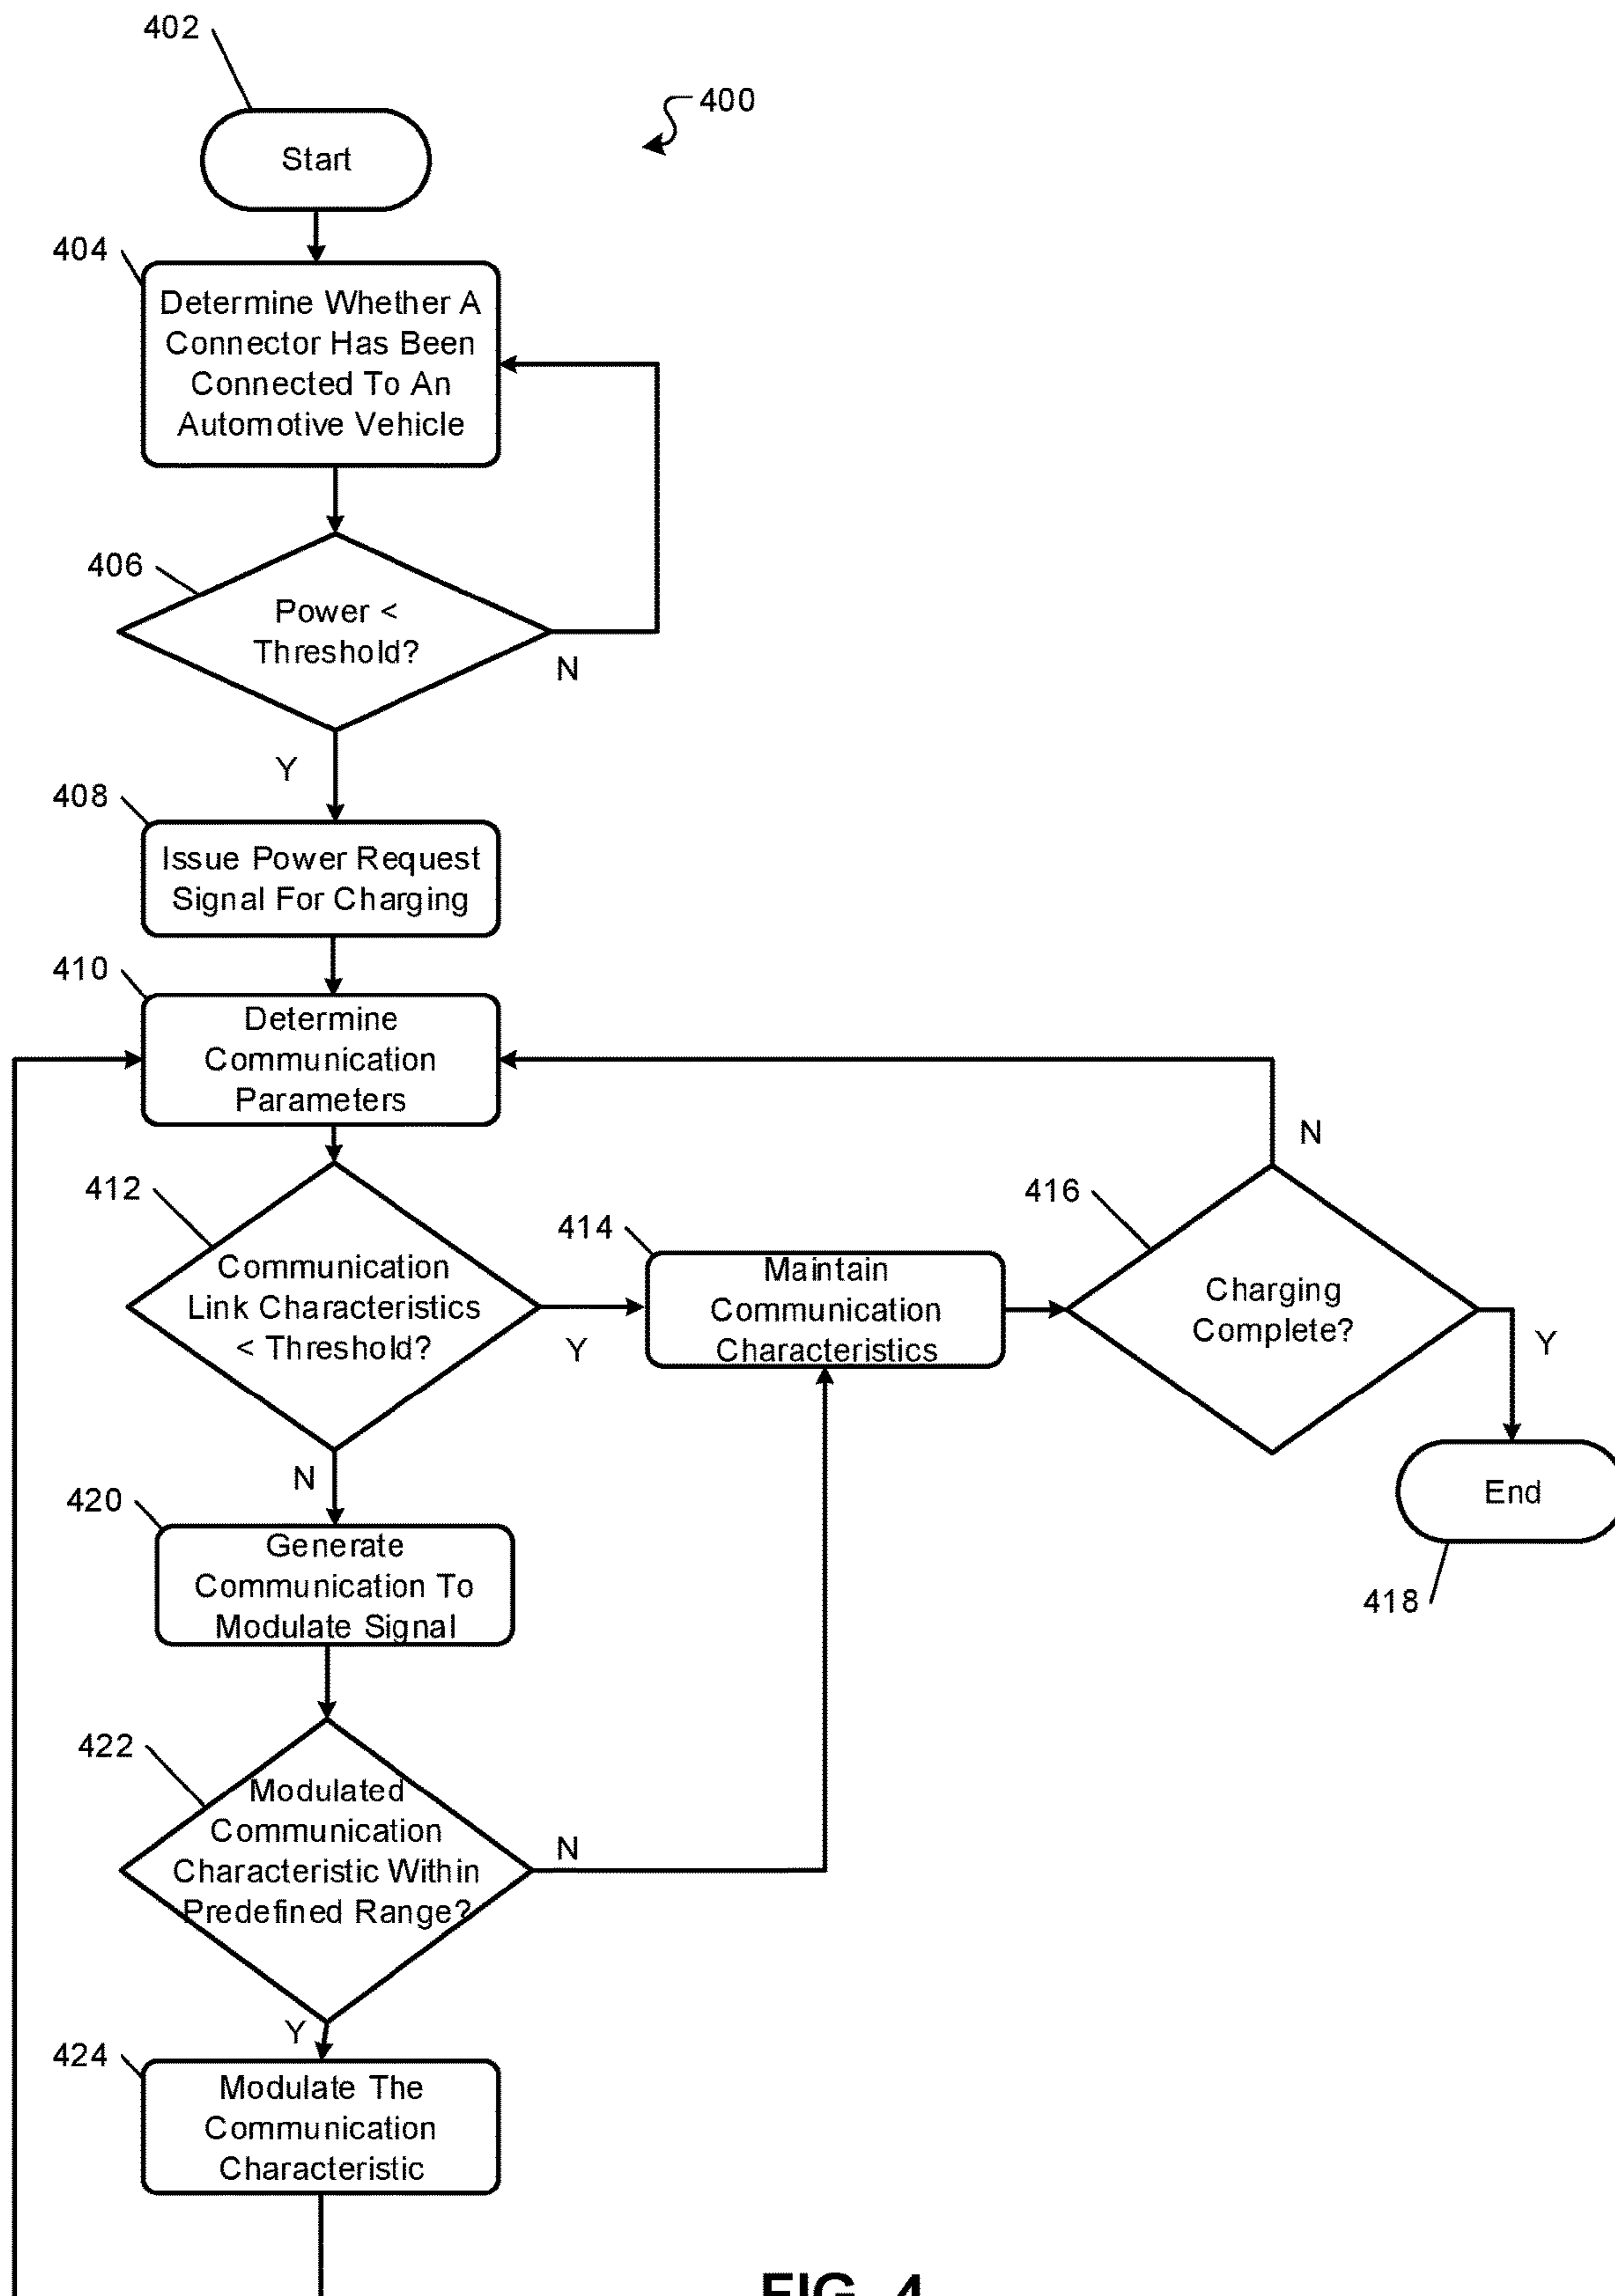 402
400
Start
404
Determine Whether A
Connector Has Been
Connected To An
Automotive Vehicle
406
Power <
Threshold?
N
Y
408
Issue Power Request
Signal For Charging
410
Determine
Communication
Parameters
N
412
416
414
Communication
Link Characteristics
< Threshold?
Y
Maintain
Communication
Characteristics
Charging
Complete?
Y
N
End
418
420
Generate
Communication To
Modulate Signal
422
Modulated
Communication
Characteristic Within
Predefined Range?
N
Y
424
Modulate The
Communication
Characteristic
FIG. 4